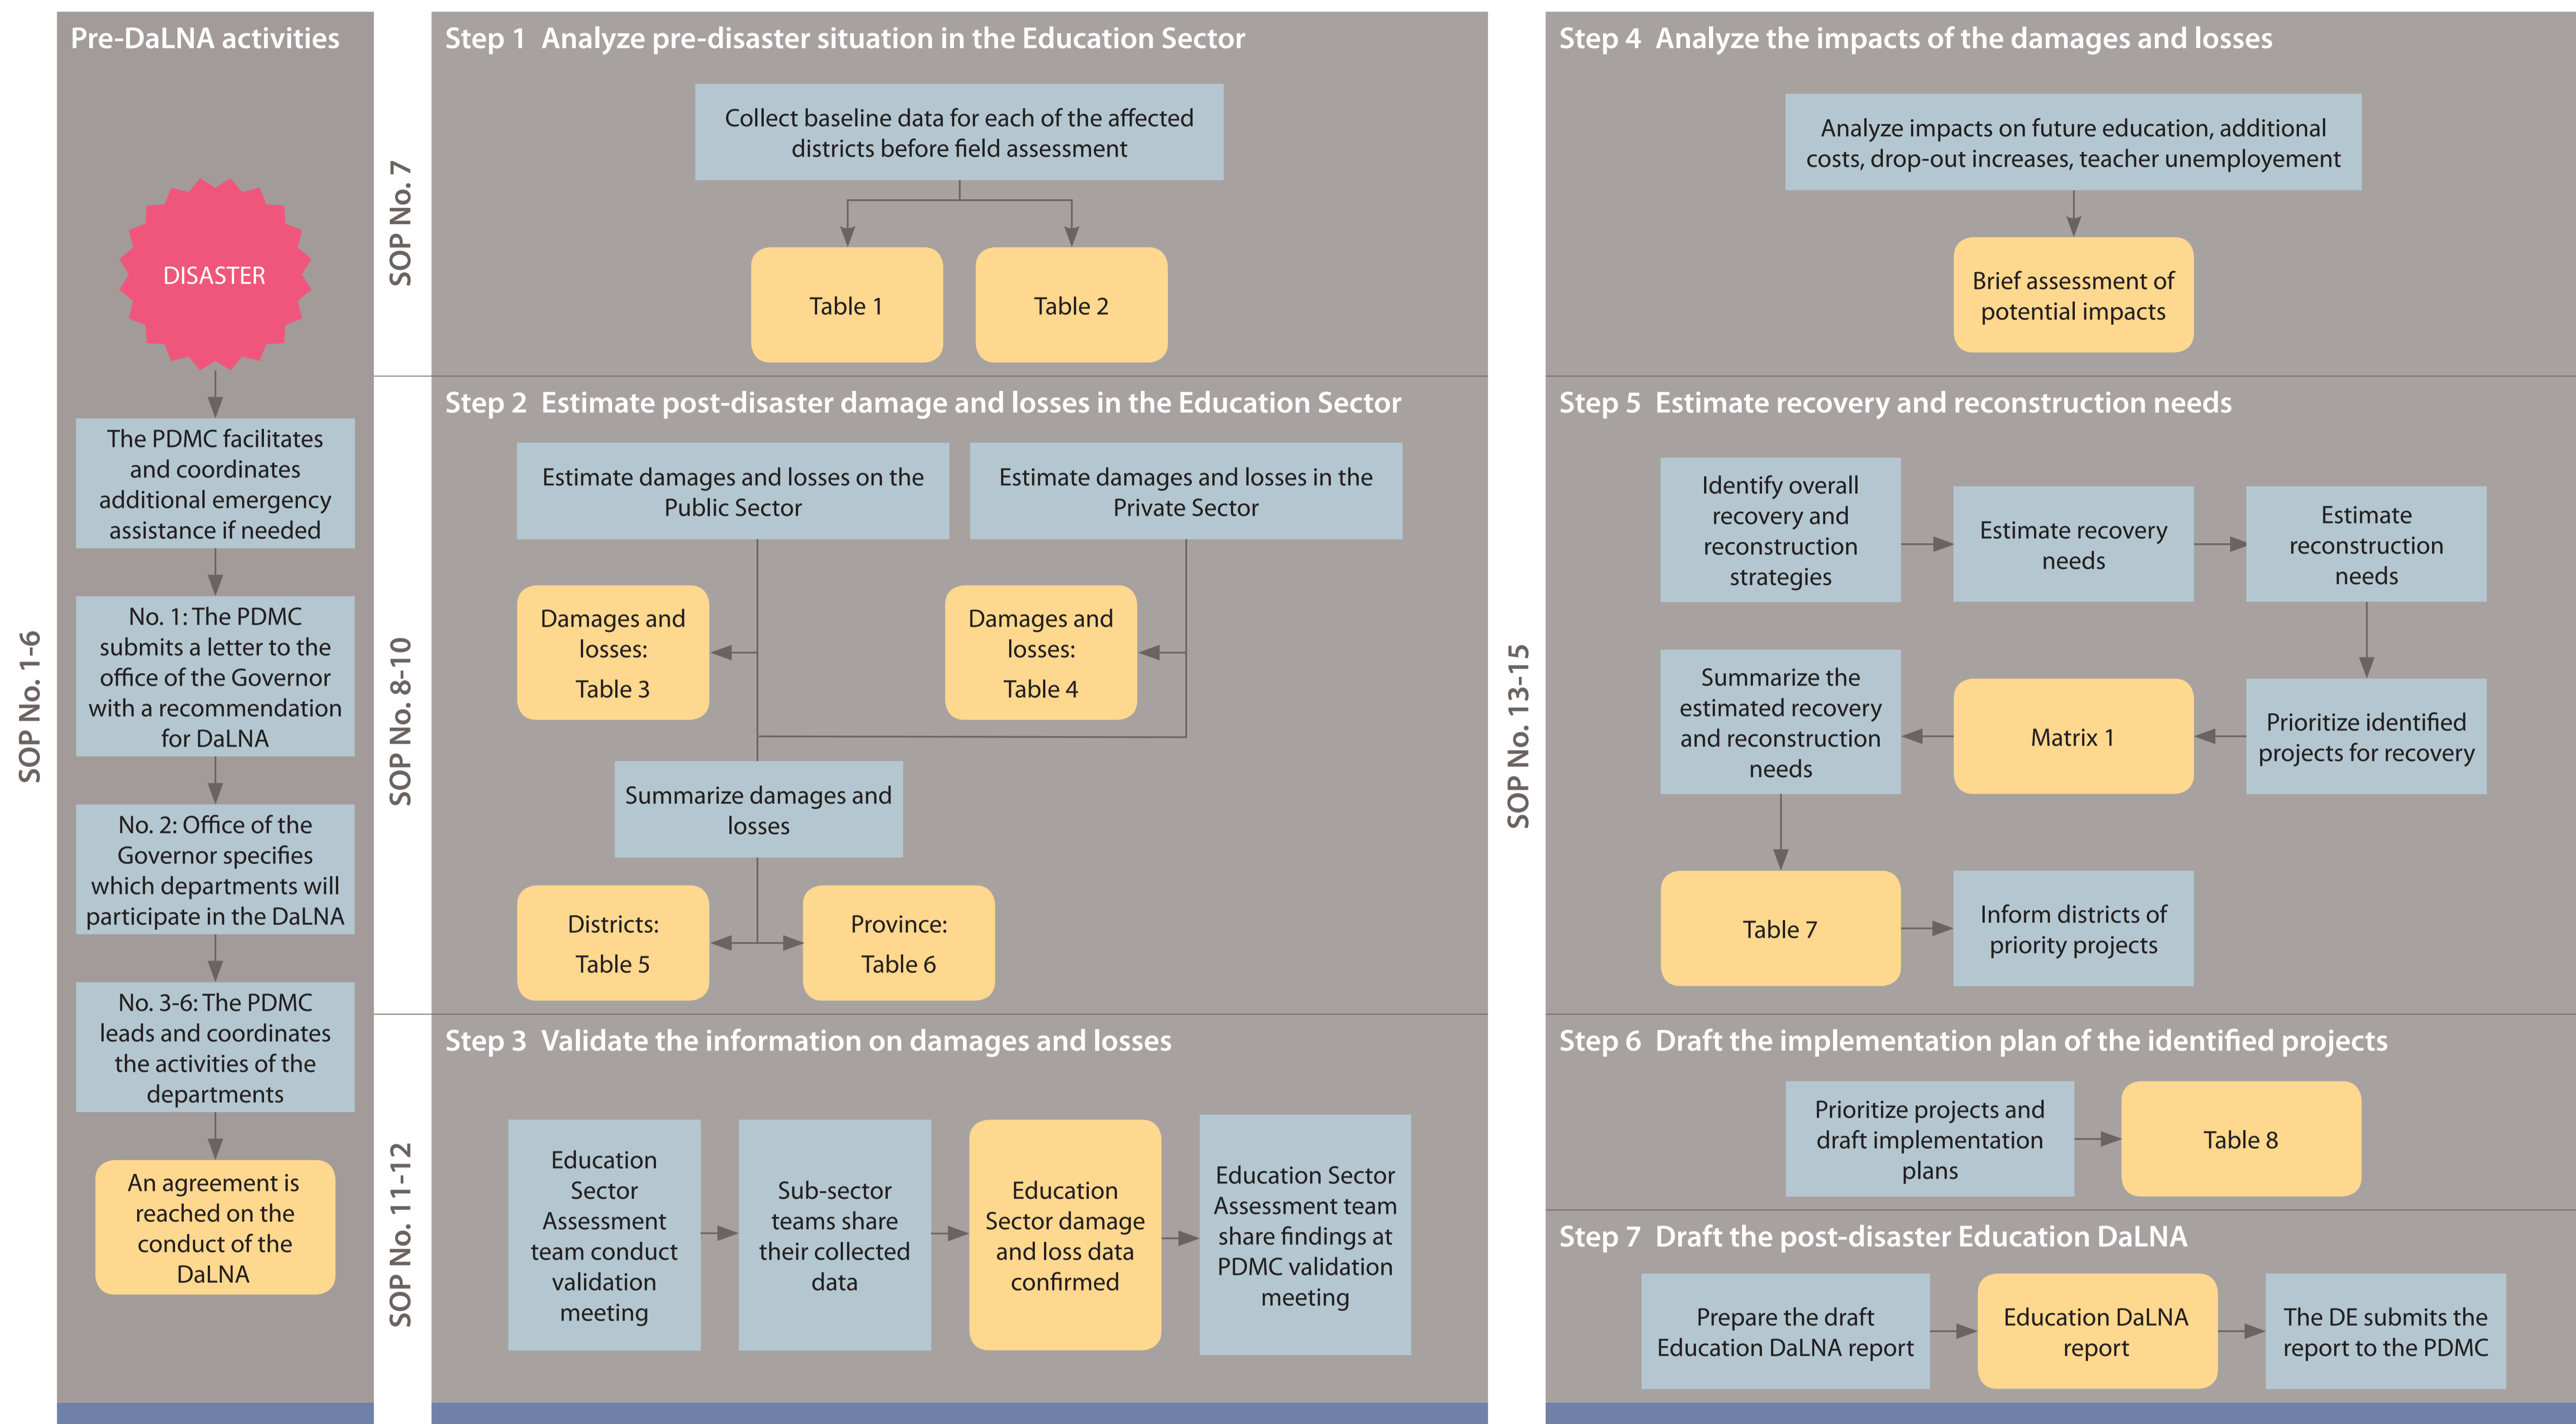 Pre-DaLNA activities
DISASTER
The PDMC facilitates
and coordinates
additional emergency
assistance if needed
No. 1: The PDMC
submits a letter to the
office of the Governor
with a recommendation
for DaLNA
No. 2: Office of the
Governor specifies
which departments will
participate in the DaLNA
No. 3-6: The PDMC
leads and coordinates
the activities of the
departments
An agreement is
reached on the
conduct of the
DaLNA
SOP No. 1-6
SOP No. 7
Step 1 Analyze pre-disaster situation in the Education Sector
Collect baseline data for each of the affected
districts before field assessment
Table 1
Table 2
SOP No. 8-10
Step 2 Estimate post-disaster damage and losses in the Education Sector
Estimate damages and losses on the
Public Sector
Estimate damages and losses in the
Private Sector
Damages and
losses:
Table 3
Damages and
losses:
Table 4
Summarize damages and
losses
Districts:
Table 5
Province:
Table 6
SOP No. 11-12
Step 3 Validate the information on damages and losses
Education
Sector
Assessment
team conduct
validation
meeting
Sub-sector
teams share
their collected
data
Education
Sector damage
and loss data
confirmed
Education Sector
Assessment team
share findings at
PDMC validation
meeting
SOP No. 13-15
Step 4 Analyze the impacts of the damages and losses
Analyze impacts on future education, additional
costs, drop-out increases, teacher unemployement
Brief assessment of
potential impacts
Step 5 Estimate recovery and reconstruction needs
Identify overall
recovery and
reconstruction
strategies
Estimate recovery
needs
Estimate
reconstruction
needs
Prioritize identified
projects for recovery
Matrix 1
Summarize the
estimated recovery
and reconstruction
needs
Table 7
Inform districts of
priority projects
Step 6 Draft the implementation plan of the identified projects
Prioritize projects and
draft implementation
plans
Table 8
Step 7 Draft the post-disaster Education DaLNA
Prepare the draft
Education DaLNA report
Education DaLNA
report
The DE submits the
report to the PDMC